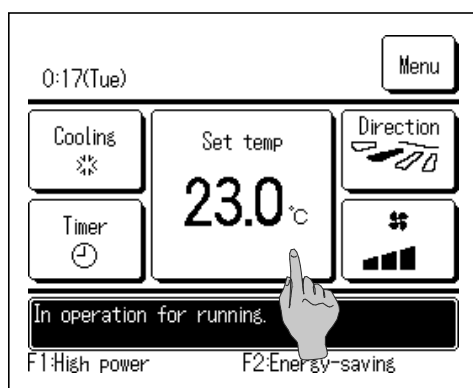 0:17(Tue)
Menu
Cooling
Set temp
Direction
23.0 °C
Timer
In operation for running.
F1:High power
F2:Energy-saving